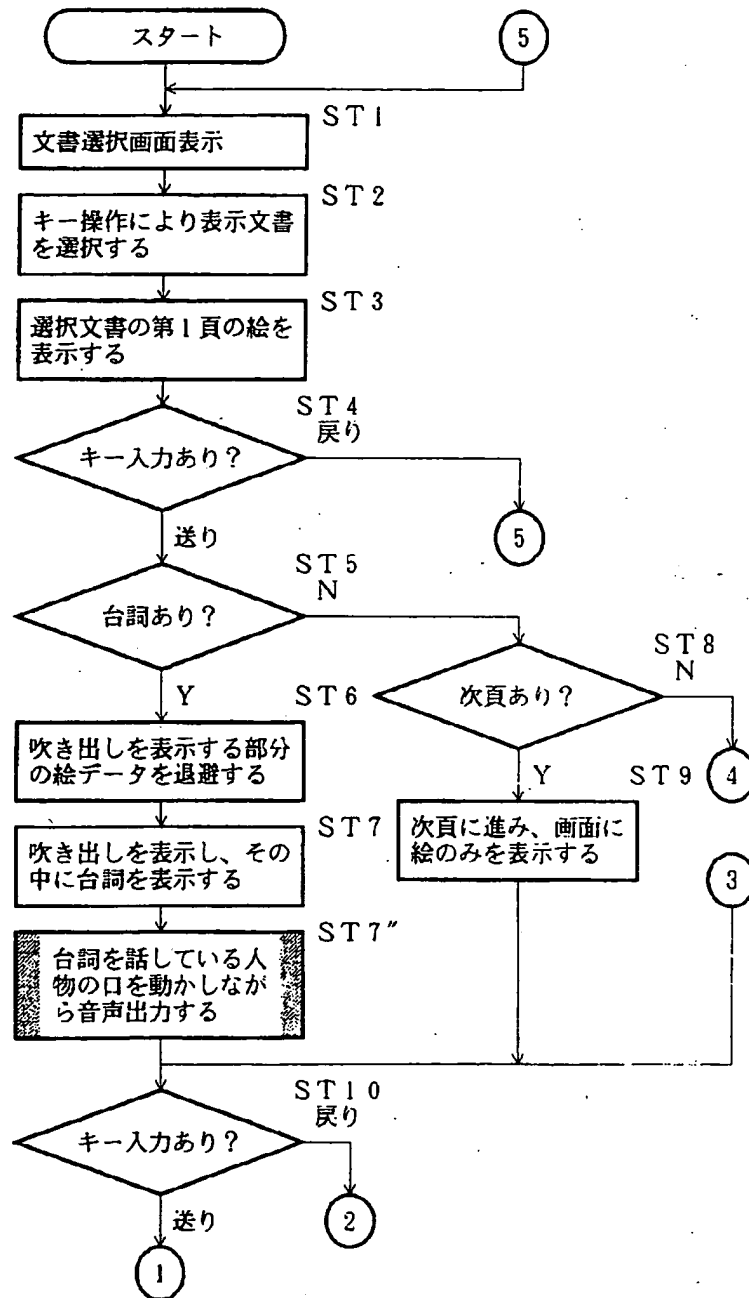 スタート
5
ST1
文書選択画面表示
ST2
キー操作により表示文書
を選択する
ST3
選択文書の第1頁の絵を
表示する
ST4
戻り
キー入力あり?
5
送り
ST5
N
台詞あり?
ST8
N
Y
ST6
次頁あり?
吹き出しを表示する部分
の絵データを退避する
Y
ST9
4
ST7
吹き出しを表示し、その
中に台詞を表示する
次頁に進み、画面に
絵のみを表示する
3
ST7″
台詞を話している人
物の口を動かしなが
ら音声出力する
ST10
戻り
キー入力あり?
2
送り
1